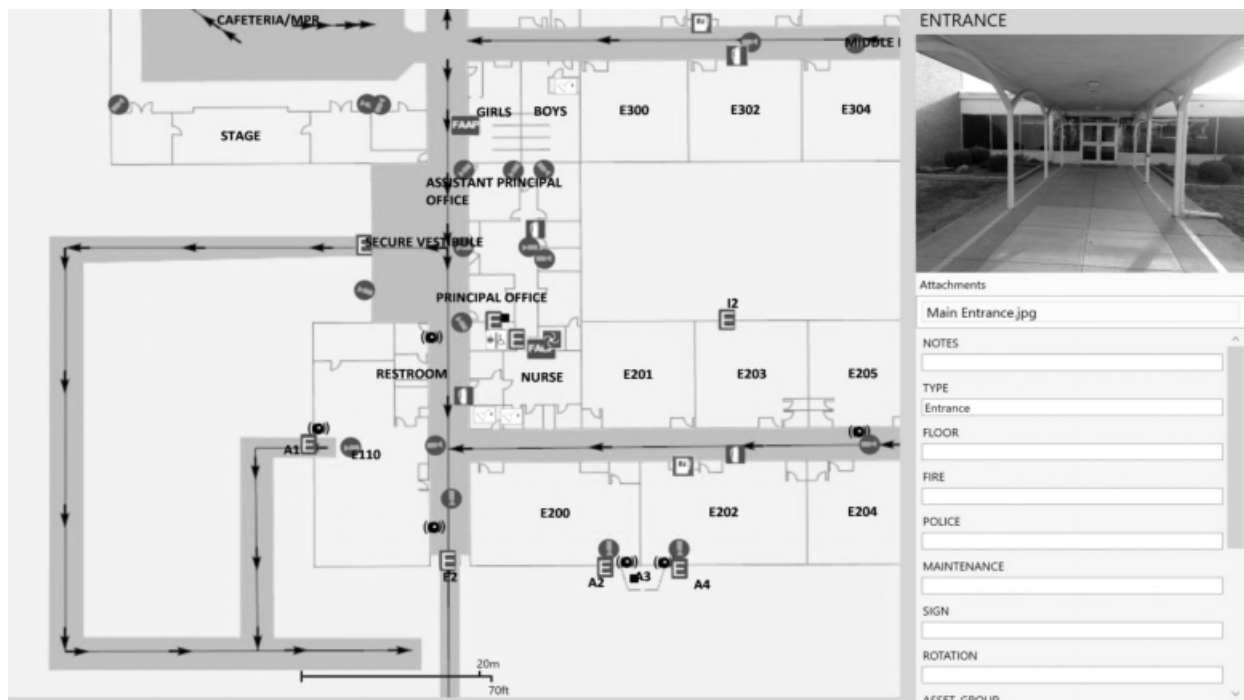 CAFETERIA/MPR
MIDDLE
GIRLS
BOYS
E300
E302
E304
FAAP
STAGE
ASSISTANT PRINCIPAL
OFFICE
SECURE VESTIBULE
E
PRINCIPAL OFFICE
I2
E
E
E
NURSE
RESTROOM
E201
E203
E205
A1
E
E110
E200
E202
E204
E
E2
A2
E
A3
E
A4
20m
70ft
ENTRANCE
Attachments
Main Entrance.jpg
NOTES
TYPE
Entrance
FLOOR
FIRE
POLICE
MAINTENANCE
SIGN
ROTATION
ASSET GROUP